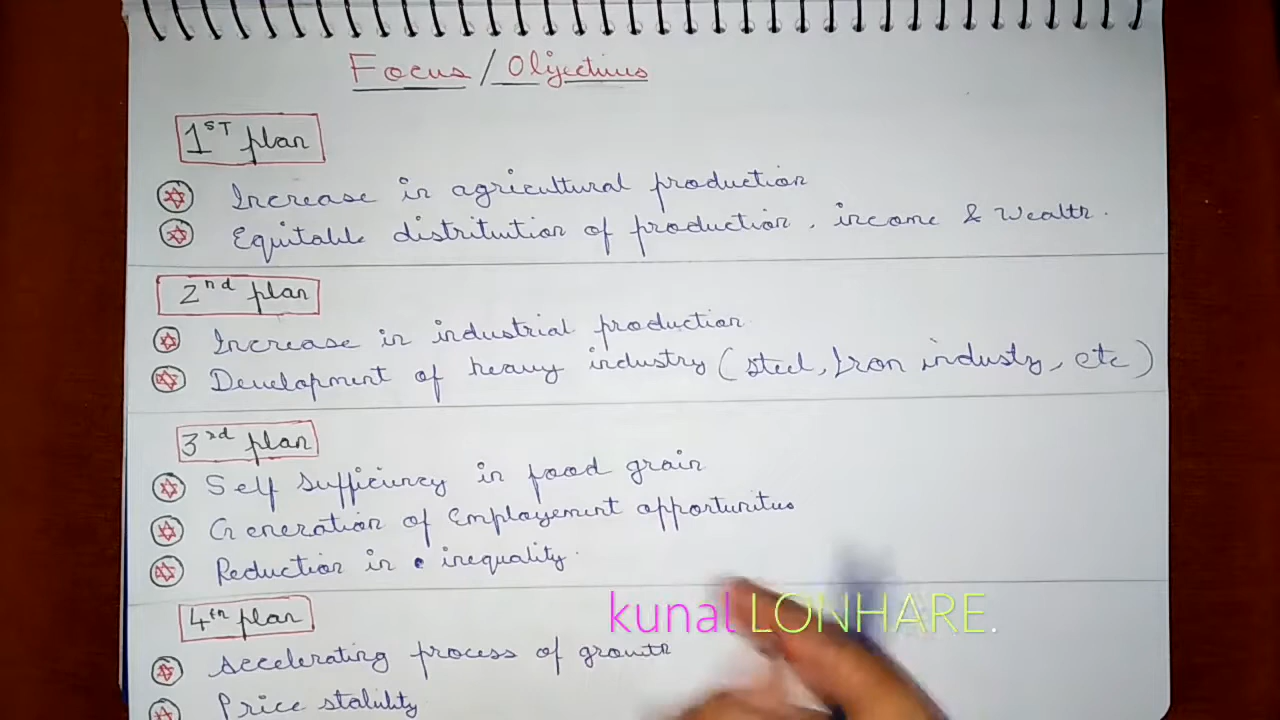 Focus / Objectives
1ST plan
Increase in agricultural production
Equitable distribution of production, income & wealth.
2nd plan
Increase in industrial production
Development of heavy industry (steel, Iron industy, etc)
3rd plan
Self sufficiency in food grain
Generation of Employement opportunities
Reduction in inequality.
kunal LONHARE.
4th plan
Accelerating process of growth
Price stability